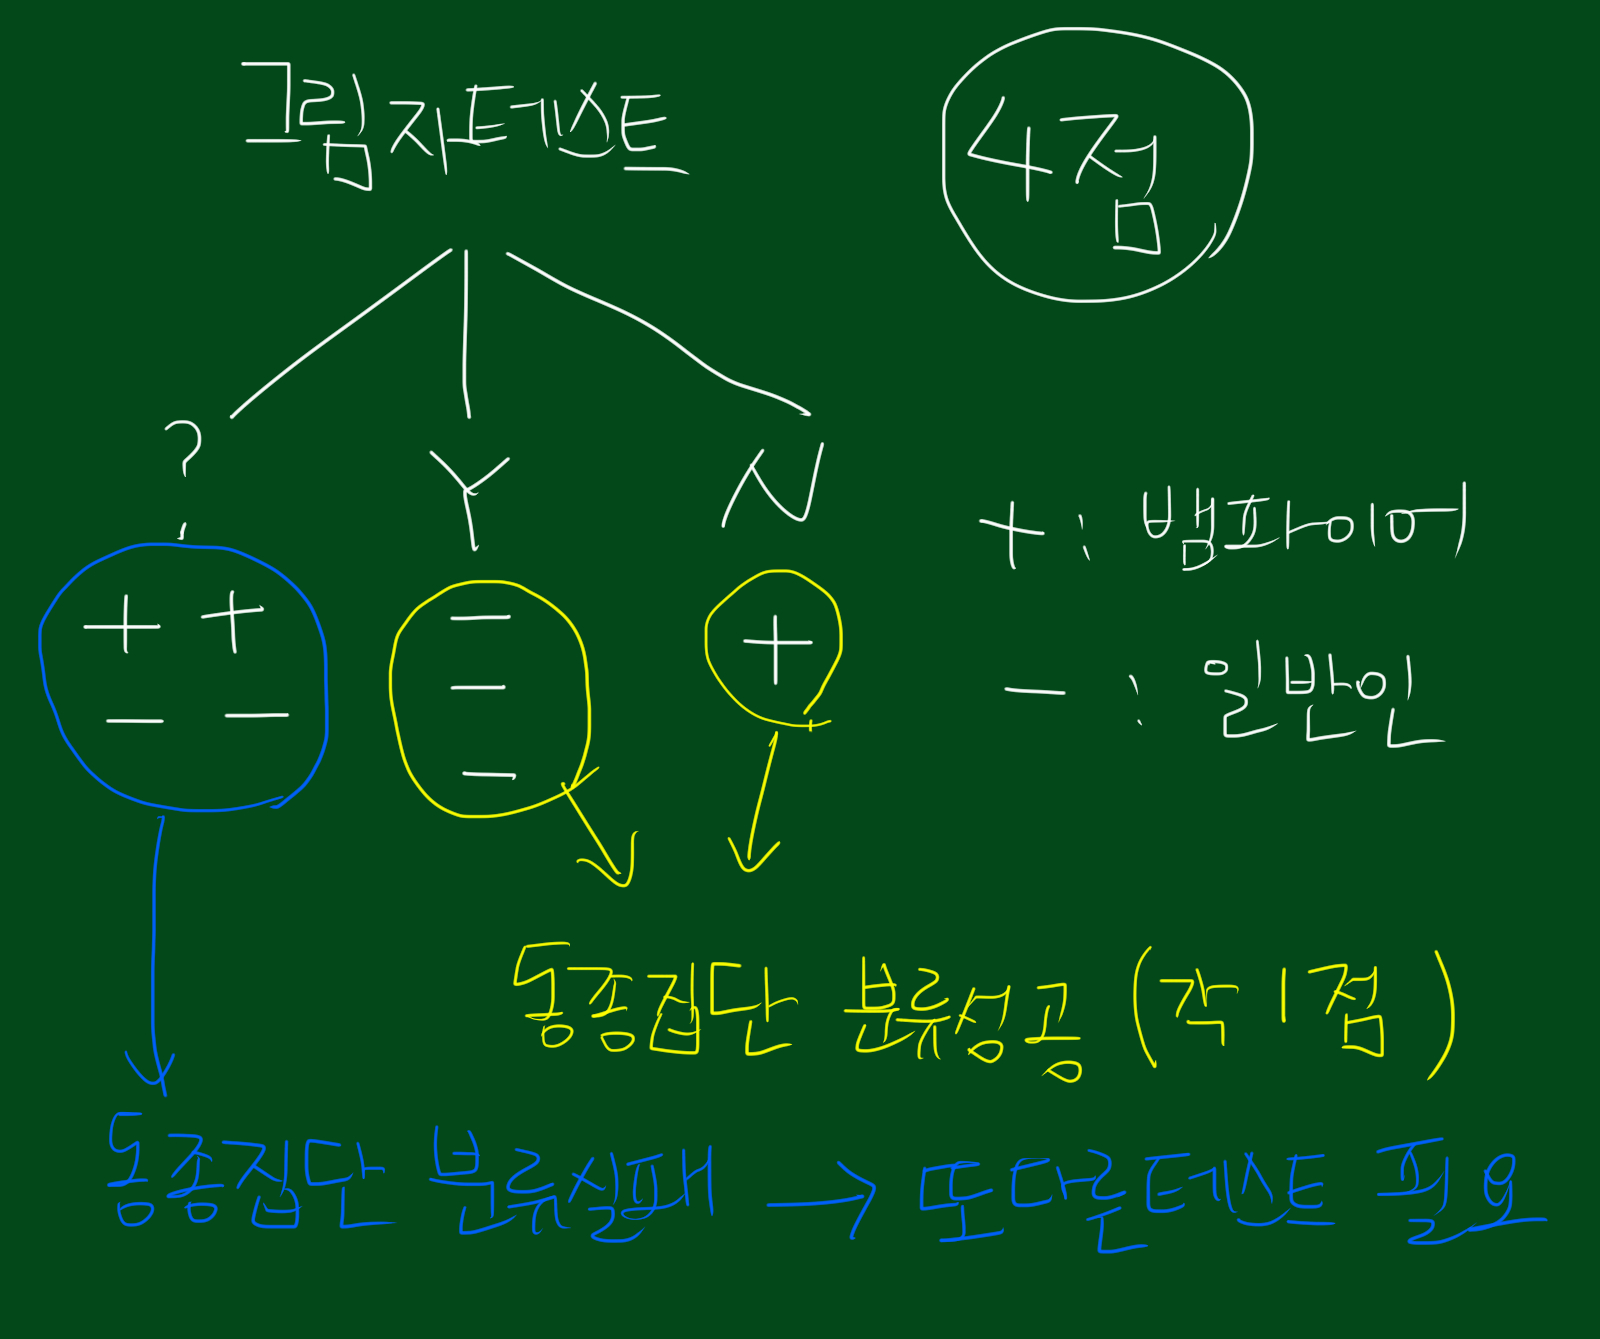 그림자테스트
4점
?
Y
N
+ +
- -
-
-
-
+
+ : 뱀파이어
- : 일반인
동종집단 분류성공 (각 1점)
동종집단 분류실패 → 또다른테스트 필요